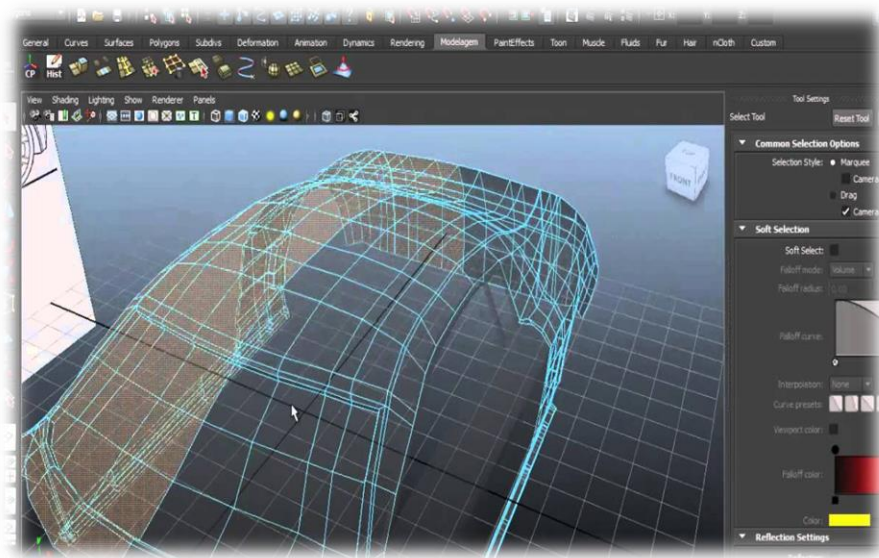 General Curves Surfaces Polygons Subdivs Deformation Animation Dynamics Rendering Modelagem PaintEffects Toon Muscle Fluids Fur Hair nCloth Custom
CP Hist
View Shading Lighting Show Renderer Panels
Tool Settings
Select Tool Reset Tool
Common Selection Options
Selection Style: Marquee
Camera
Drag
Camera
Soft Selection
Soft Select:
Falloff mode: Volume
Falloff radius:
Falloff curve:
Interpolation: None
Curve presets:
Viewport color:
Falloff color:
Color:
Reflection Settings
FRONT